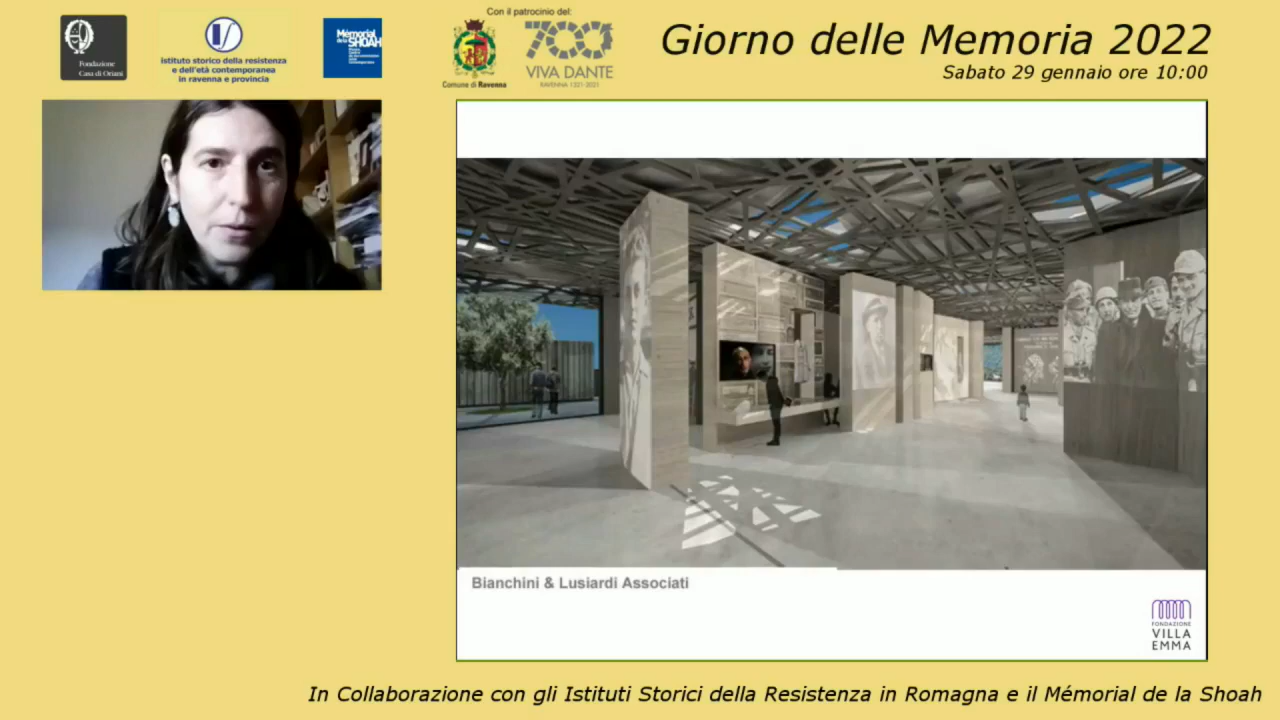 Fondazione
Casa di Oriani
istituto storico della resistenza
e dell'età contemporanea
in ravenna e provincia
Mémorial
de la SHOAH
Con il patrocinio del:
Comune di Ravenna
700
VIVA DANTE
RAVENNA 1321-2021
Giorno delle Memoria 2022
Sabato 29 gennaio ore 10:00
Bianchini & Lusiardi Associati
FONDAZIONE
VILLA
EMMA
In Collaborazione con gli Istituti Storici della Resistenza in Romagna e il Mémorial de la Shoah